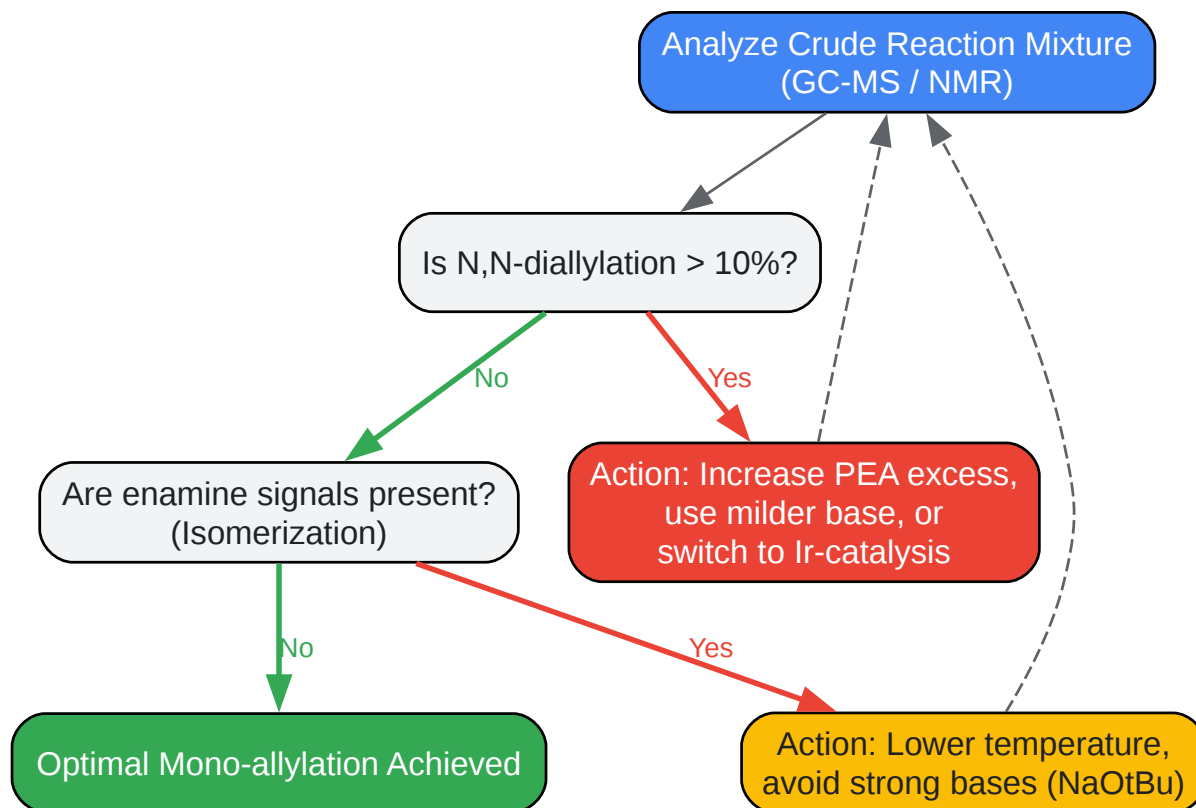 Analyze Crude Reaction Mixture
(GC-MS / NMR)
Is N,N-diallylation > 10%?
No
Yes
Are enamine signals present?
(Isomerization)
Action: Increase PEA excess,
use milder base, or
switch to Ir-catalysis
No
Yes
Optimal Mono-allylation Achieved
Action: Lower temperature,
avoid strong bases (NaOtBu)